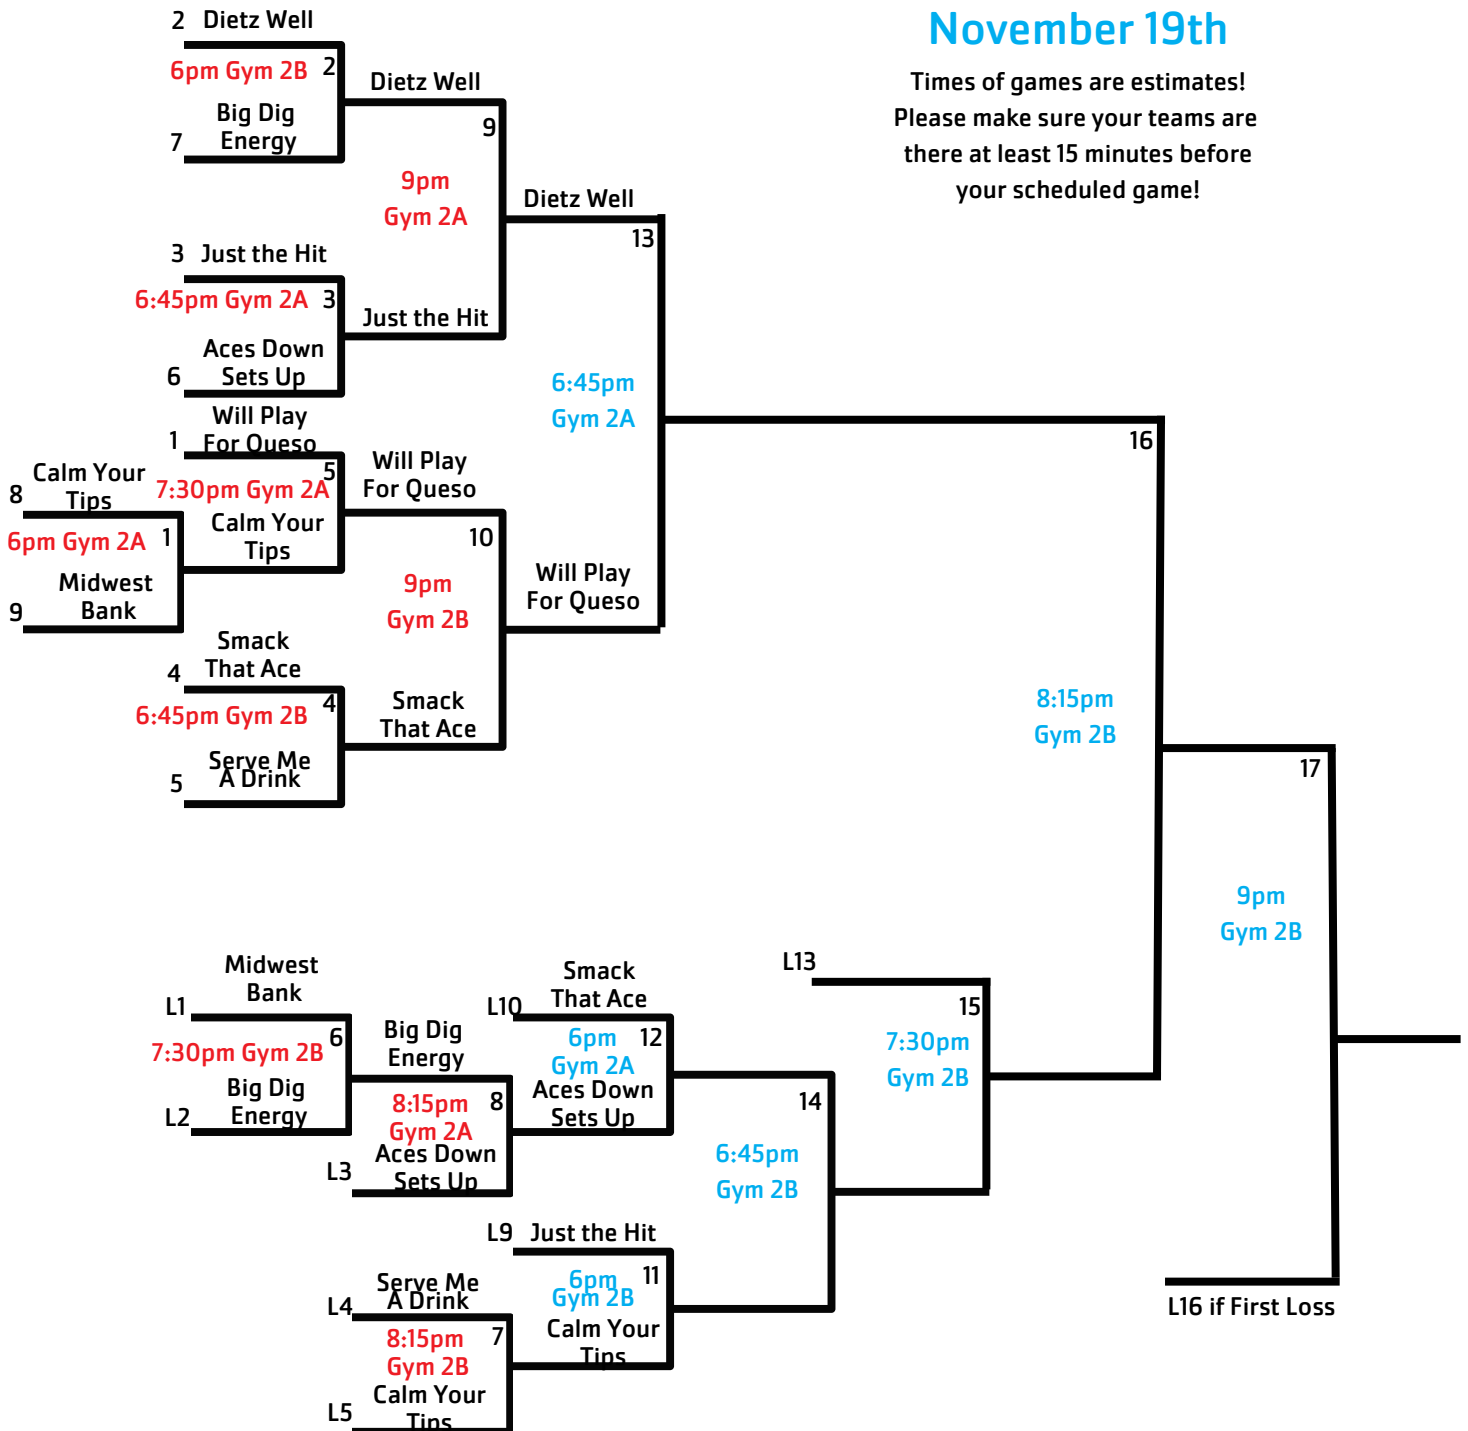 November 19th
Times of games are estimates!
Please make sure your teams are
there at least 15 minutes before
your scheduled game!
2 Dietz Well
6pm Gym 2B 2
Big Dig
Energy
7
Dietz Well
9
9pm
Gym 2A
Dietz Well
13
3 Just the Hit
6:45pm Gym 2A 3
Just the Hit
Aces Down
Sets Up
6
6:45pm
Gym 2A
16
Will Play
For Queso
1
5
7:30pm Gym 2A
Calm Your
Tips
Will Play
For Queso
8
Calm Your
Tips
6pm Gym 2A 1
Midwest
Bank
9
10
9pm
Gym 2B
Will Play
For Queso
Smack
That Ace
4
6:45pm Gym 2B 4
Smack
That Ace
Serve Me
A Drink
5
8:15pm
Gym 2B
17
9pm
Gym 2B
Midwest
Bank
L1
7:30pm Gym 2B 6
Big Dig
Energy
L2
Big Dig
Energy
8:15pm
Gym 2A
8
Aces Down
Sets Up
L3
Smack
That Ace
L10
6pm
Gym 2A
12
Aces Down
Sets Up
L13
15
7:30pm
Gym 2B
14
6:45pm
Gym 2B
L9 Just the Hit
6pm
Gym 2B
11
Calm Your
Tips
Serve Me
A Drink
L4
8:15pm
Gym 2B
7
Calm Your
Tips
L5
L16 if First Loss